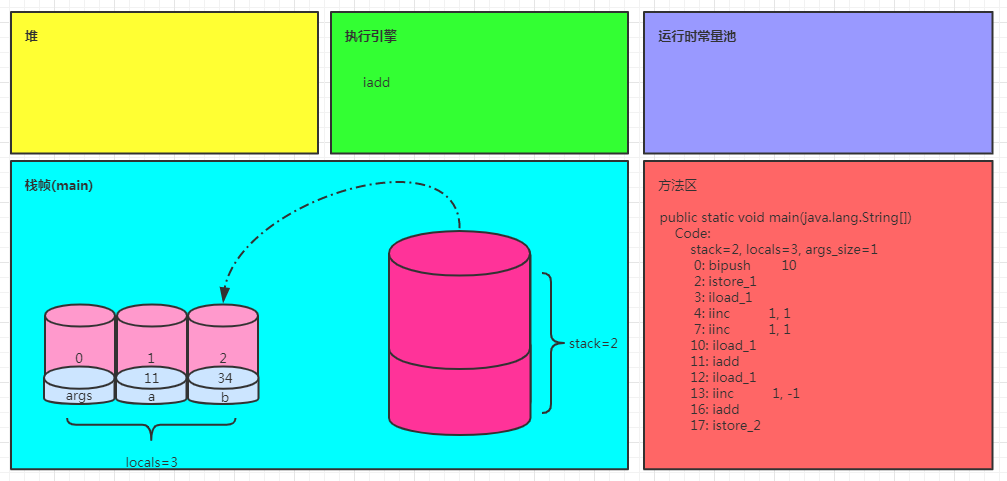 堆
执行引擎
iadd
运行时常量池
栈帧(main)
0
1
2
11
34
args
a
b
locals=3
stack=2
方法区
public static void main(java.lang.String[])
Code:
stack=2, locals=3, args_size=1
0: bipush 10
2: istore_1
3: iload_1
4: iinc 1, 1
7: iinc 1, 1
10: iload_1
11: iadd
12: iload_1
13: iinc 1, -1
16: iadd
17: istore_2